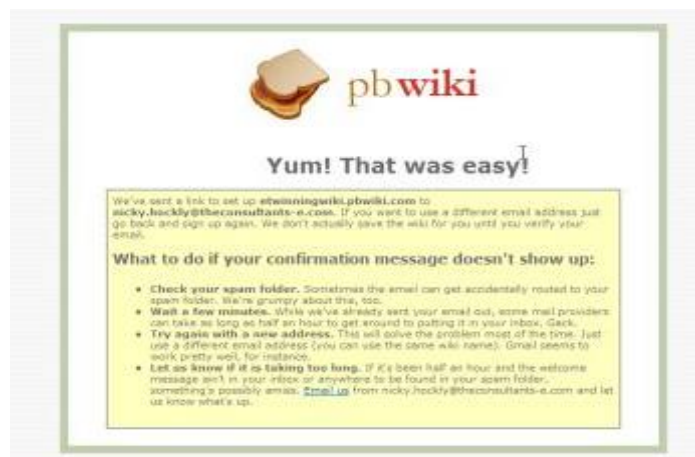 pbwiki
Yum! That was easy!
We've sent a link to set up etwinningwiki.pbwiki.com to
nicky.hockly@theconsultants-e.com. If you want to use a different email address just
go back and sign up again. We don't actually save the wiki for you until you verify your
email.
What to do if your confirmation message doesn't show up:
• Check your spam folder. Sometimes the email can get accidentally routed to your
spam folder. We're grumpy about this, too.
• Wait a few minutes. While we've already sent your email out, some mail providers
can take as long as half an hour to get around to putting it in your inbox. Gack.
• Try again with a new address. This will solve the problem most of the time. Just
use a different email address (you can use the same wiki name). Gmail seems to
work pretty well, for instance.
• Let us know if it is taking too long. If it's been half an hour and the welcome
message isn't in your inbox or anywhere to be found in your spam folder,
something's possibly amiss. Email us from nicky.hockly@theconsultants-e.com and let
us know what's up.